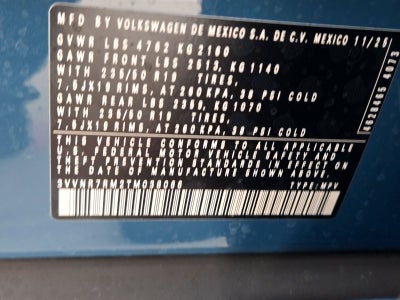 MFD BY VOLKSWAGEN DE MEXICO S.A. DE C.V. MEXICO 11/25
GVWR LBS 4762 KG 2160
GAWR FRONT LBS 2513, KG 1140
WITH 235/50 R19 TIRES,
7,5JX19 RIMS, AT 260 KPA, 38 PSI COLD
GAWR REAR LBS 2359, KG 1070
WITH 235/50 R19 TIRES,
7,5JX19 RIMS, AT 260 KPA, 38 PSI COLD
THIS VEHICLE CONFORMS TO ALL APPLICABLE
FEDERAL MOTOR VEHICLE SAFETY AND
THEFT PREVENTION STANDARDS IN EFFECT ON
THE DATE OF MANUFACTURE SHOWN ABOVE.
TYPE: MPV